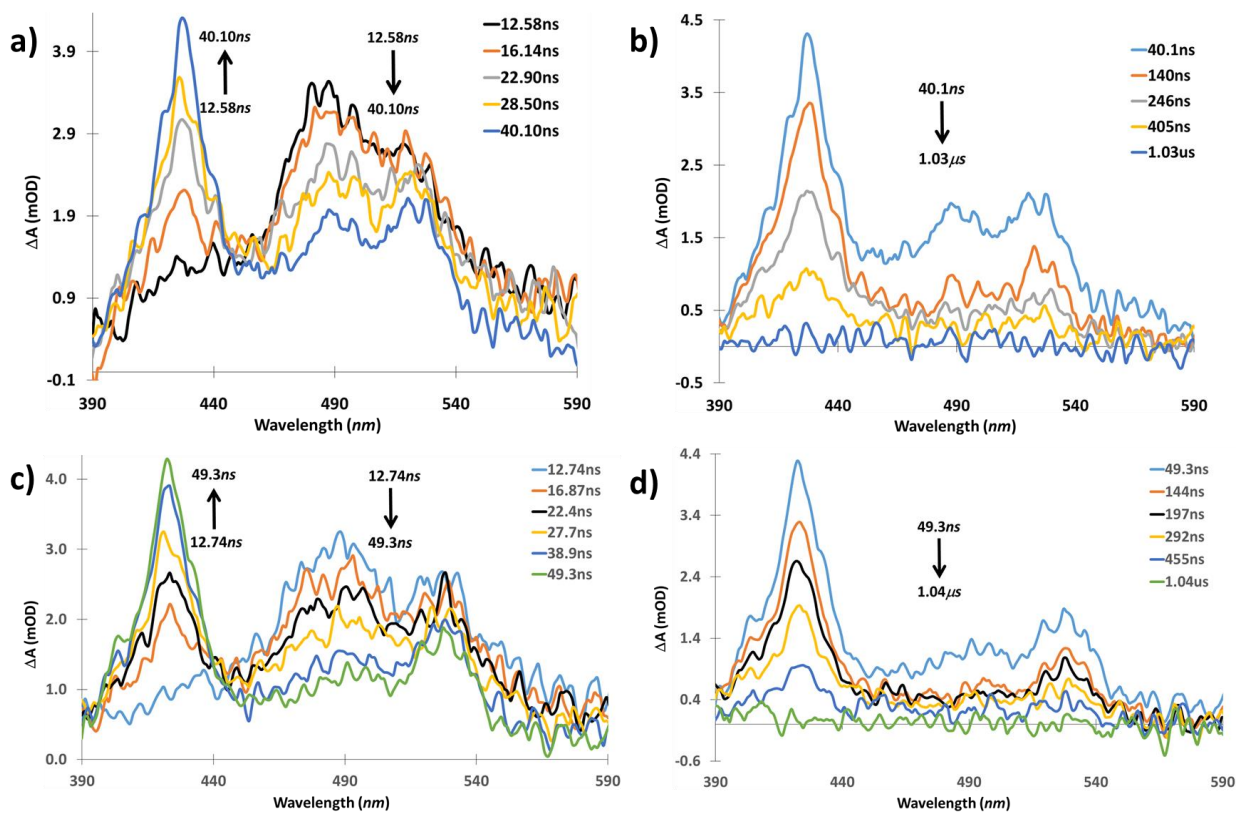 a)
ΔA (mOD)
3.9
2.9
1.9
0.9
-0.1
390
440
490
540
590
Wavelength (nm)
40.10ns
12.58ns
12.58ns
40.10ns
12.58ns
16.14ns
22.90ns
28.50ns
40.10ns
b)
ΔA (mOD)
4.5
3.5
2.5
1.5
0.5
-0.5
390
440
490
540
590
Wavelength (nm)
40.1ns
1.03µs
40.1ns
140ns
246ns
405ns
1.03us
c)
ΔA (mOD)
4.0
3.0
2.0
1.0
0.0
390
440
490
540
590
Wavelength (nm)
49.3ns
12.74ns
12.74ns
49.3ns
12.74ns
16.87ns
22.4ns
27.7ns
38.9ns
49.3ns
d)
ΔA (mOD)
4.4
3.4
2.4
1.4
0.4
-0.6
390
440
490
540
590
Wavelength (nm)
49.3ns
1.04µs
49.3ns
144ns
197ns
292ns
455ns
1.04us